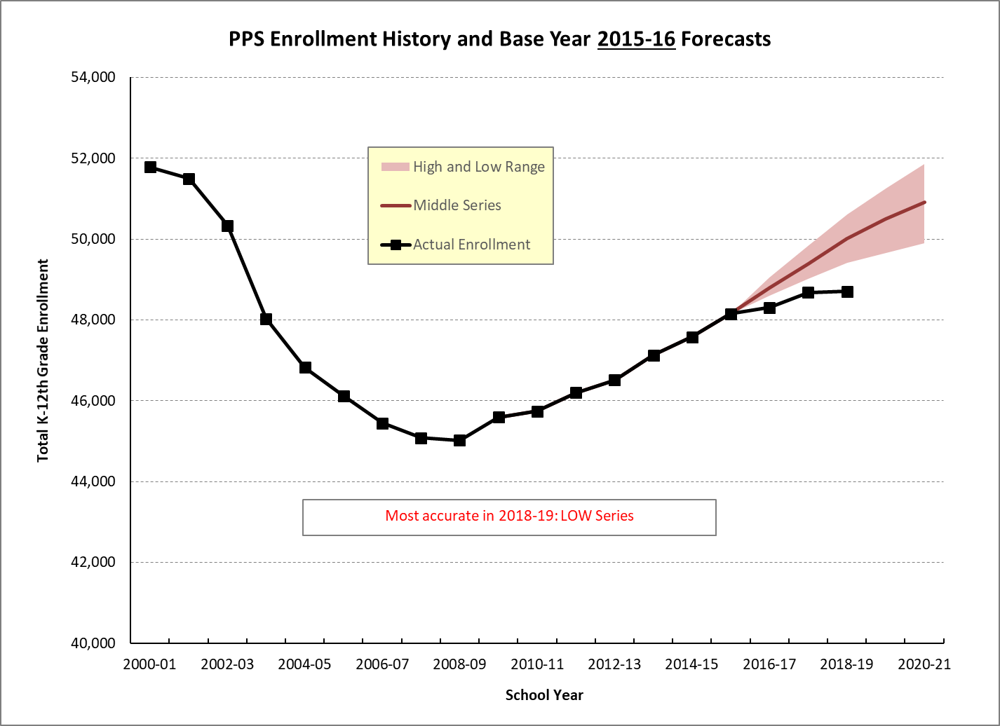 PPS Enrollment History and Base Year 2015-16 Forecasts
54,000
52,000
50,000
48,000
46,000
44,000
42,000
40,000
Total K-12th Grade Enrollment
High and Low Range
Middle Series
Actual Enrollment
Most accurate in 2018-19: LOW Series
2000-01 2002-03 2004-05 2006-07 2008-09 2010-11 2012-13 2014-15 2016-17 2018-19 2020-21
School Year